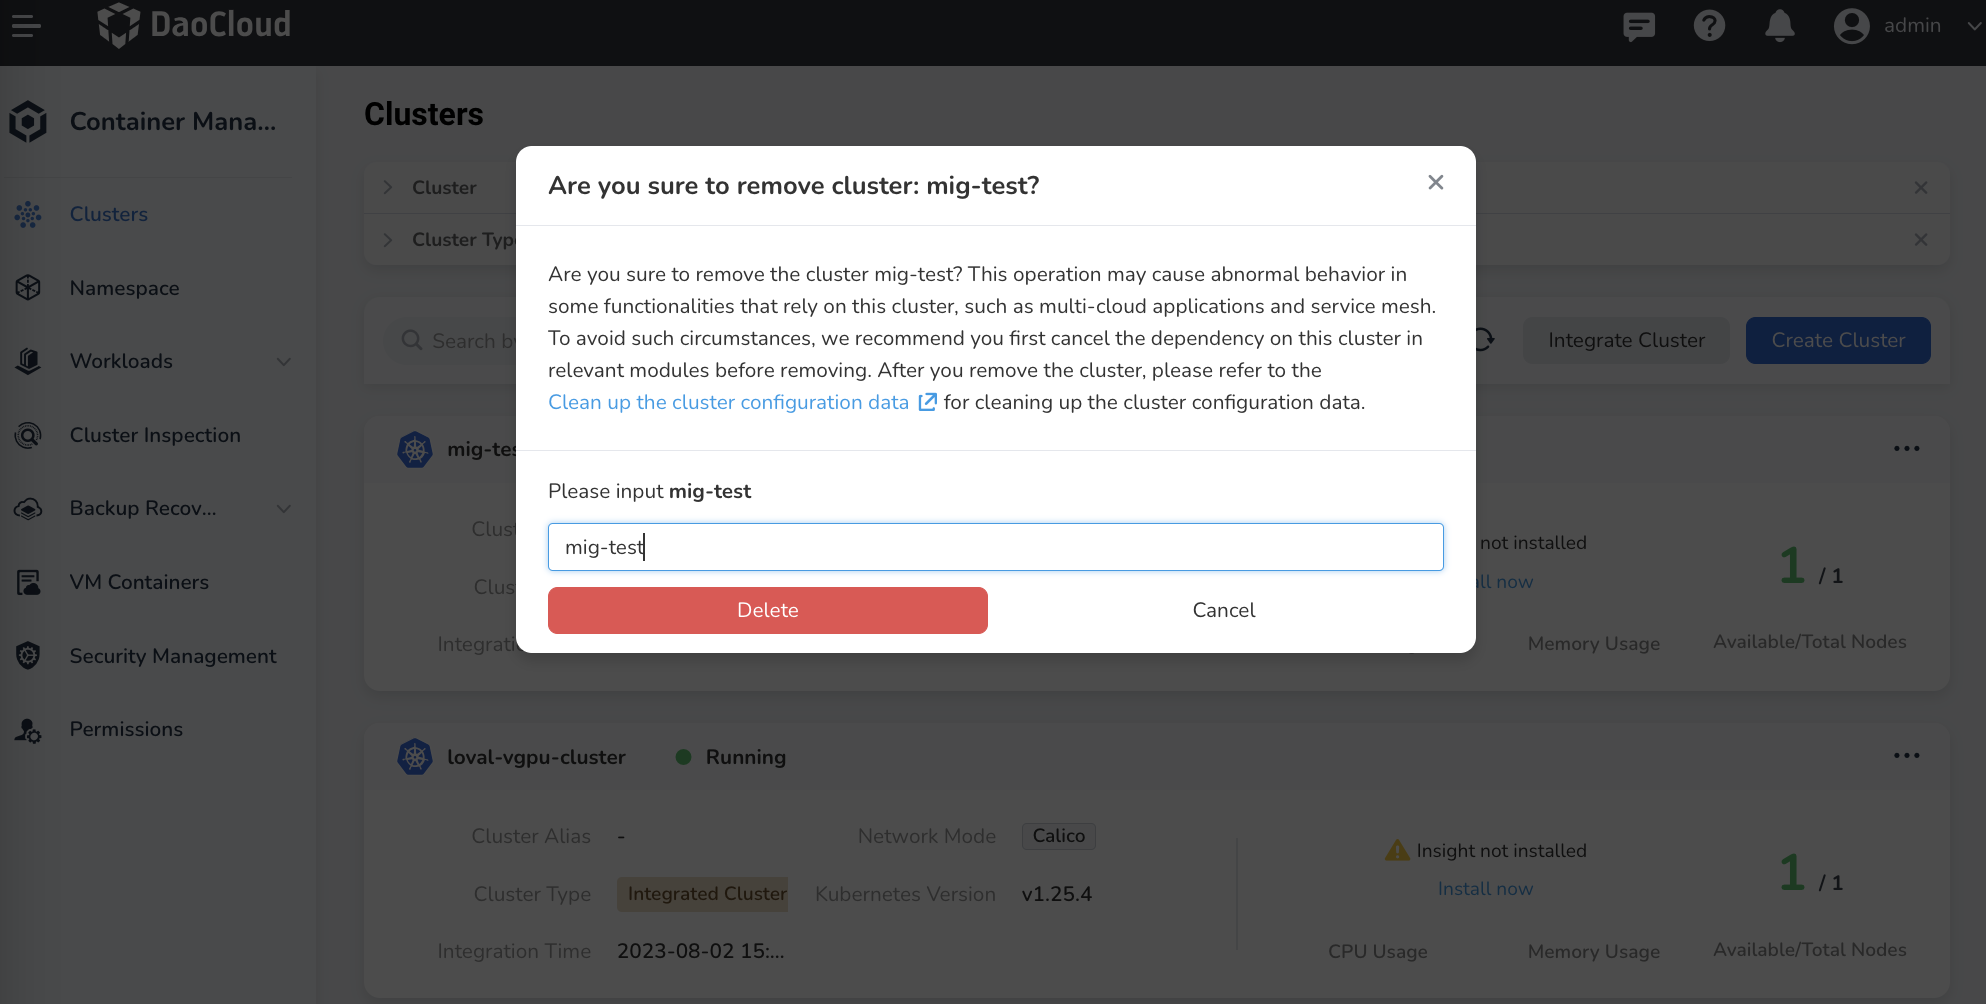 DaoCloud
admin
Container Mana...
Clusters
Namespace
Workloads
Cluster Inspection
Backup Recov...
VM Containers
Security Management
Permissions
Clusters
Cluster
Cluster Type
Search by
Integrate Cluster
Create Cluster
Are you sure to remove cluster: mig-test?
Are you sure to remove the cluster mig-test? This operation may cause abnormal behavior in
some functionalities that rely on this cluster, such as multi-cloud applications and service mesh.
To avoid such circumstances, we recommend you first cancel the dependency on this cluster in
relevant modules before removing. After you remove the cluster, please refer to the
Clean up the cluster configuration data for cleaning up the cluster configuration data.
Please input mig-test
mig-test
Delete
Cancel
mig-tes
Clust
Clus
Integrati
not installed
all now
1 / 1
Memory Usage
Available/Total Nodes
loval-vgpu-cluster
Running
Cluster Alias -
Network Mode Calico
Cluster Type Integrated Cluster
Kubernetes Version v1.25.4
Integration Time 2023-08-02 15:...
Insight not installed
Install now
1 / 1
CPU Usage
Memory Usage
Available/Total Nodes